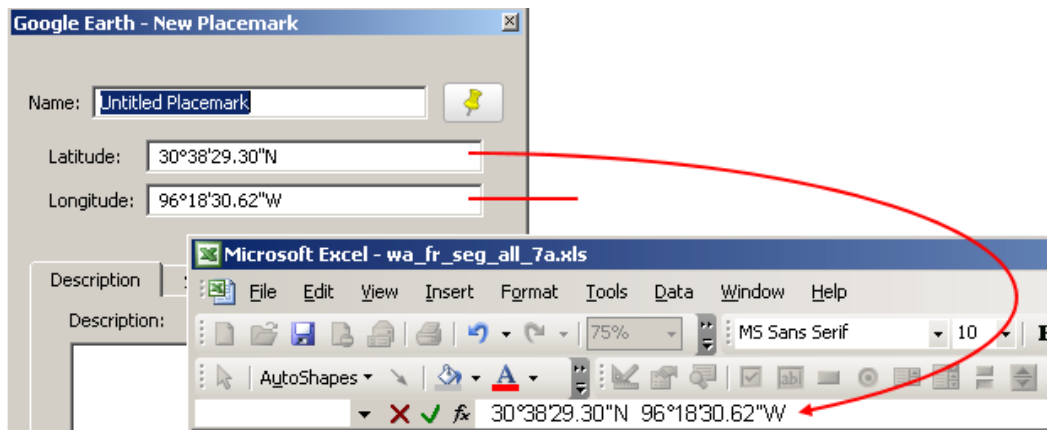 Google Earth - New Placemark
Name: Untitled Placemark
Latitude: 30°38'29.30"N
Longitude: 96°18'30.62"W
Microsoft Excel - wa_fr_seg_all_7a.xls
Description
File Edit View Insert Format Tools Data Window Help
Description:
75% MS Sans Serif 10 B
AutoShapes A ab
fx 30°38'29.30"N 96°18'30.62"W